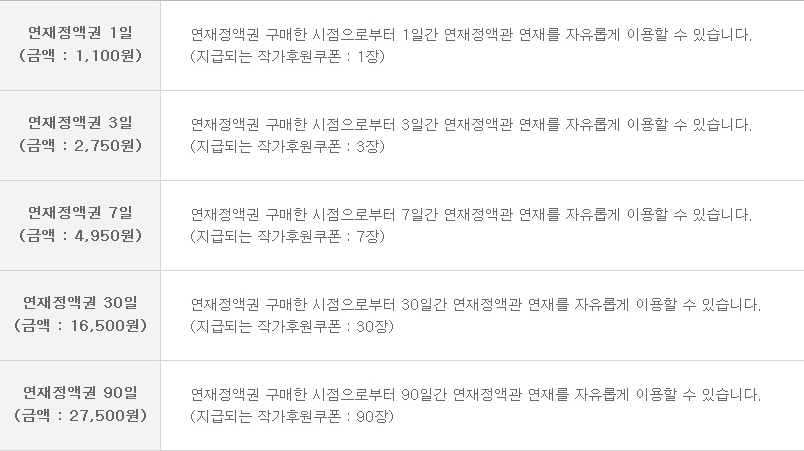 연재정액권 1일
(금액 : 1,100원)
연재정액권 구매한 시점으로부터 1일간 연재정액관 연재를 자유롭게 이용할 수 있습니다.
(지급되는 작가후원쿠폰 : 1장)
연재정액권 3일
(금액 : 2,750원)
연재정액권 구매한 시점으로부터 3일간 연재정액관 연재를 자유롭게 이용할 수 있습니다.
(지급되는 작가후원쿠폰 : 3장)
연재정액권 7일
(금액 : 4,950원)
연재정액권 구매한 시점으로부터 7일간 연재정액관 연재를 자유롭게 이용할 수 있습니다.
(지급되는 작가후원쿠폰 : 7장)
연재정액권 30일
(금액 : 16,500원)
연재정액권 구매한 시점으로부터 30일간 연재정액관 연재를 자유롭게 이용할 수 있습니다.
(지급되는 작가후원쿠폰 : 30장)
연재정액권 90일
(금액 : 27,500원)
연재정액권 구매한 시점으로부터 90일간 연재정액관 연재를 자유롭게 이용할 수 있습니다.
(지급되는 작가후원쿠폰 : 90장)